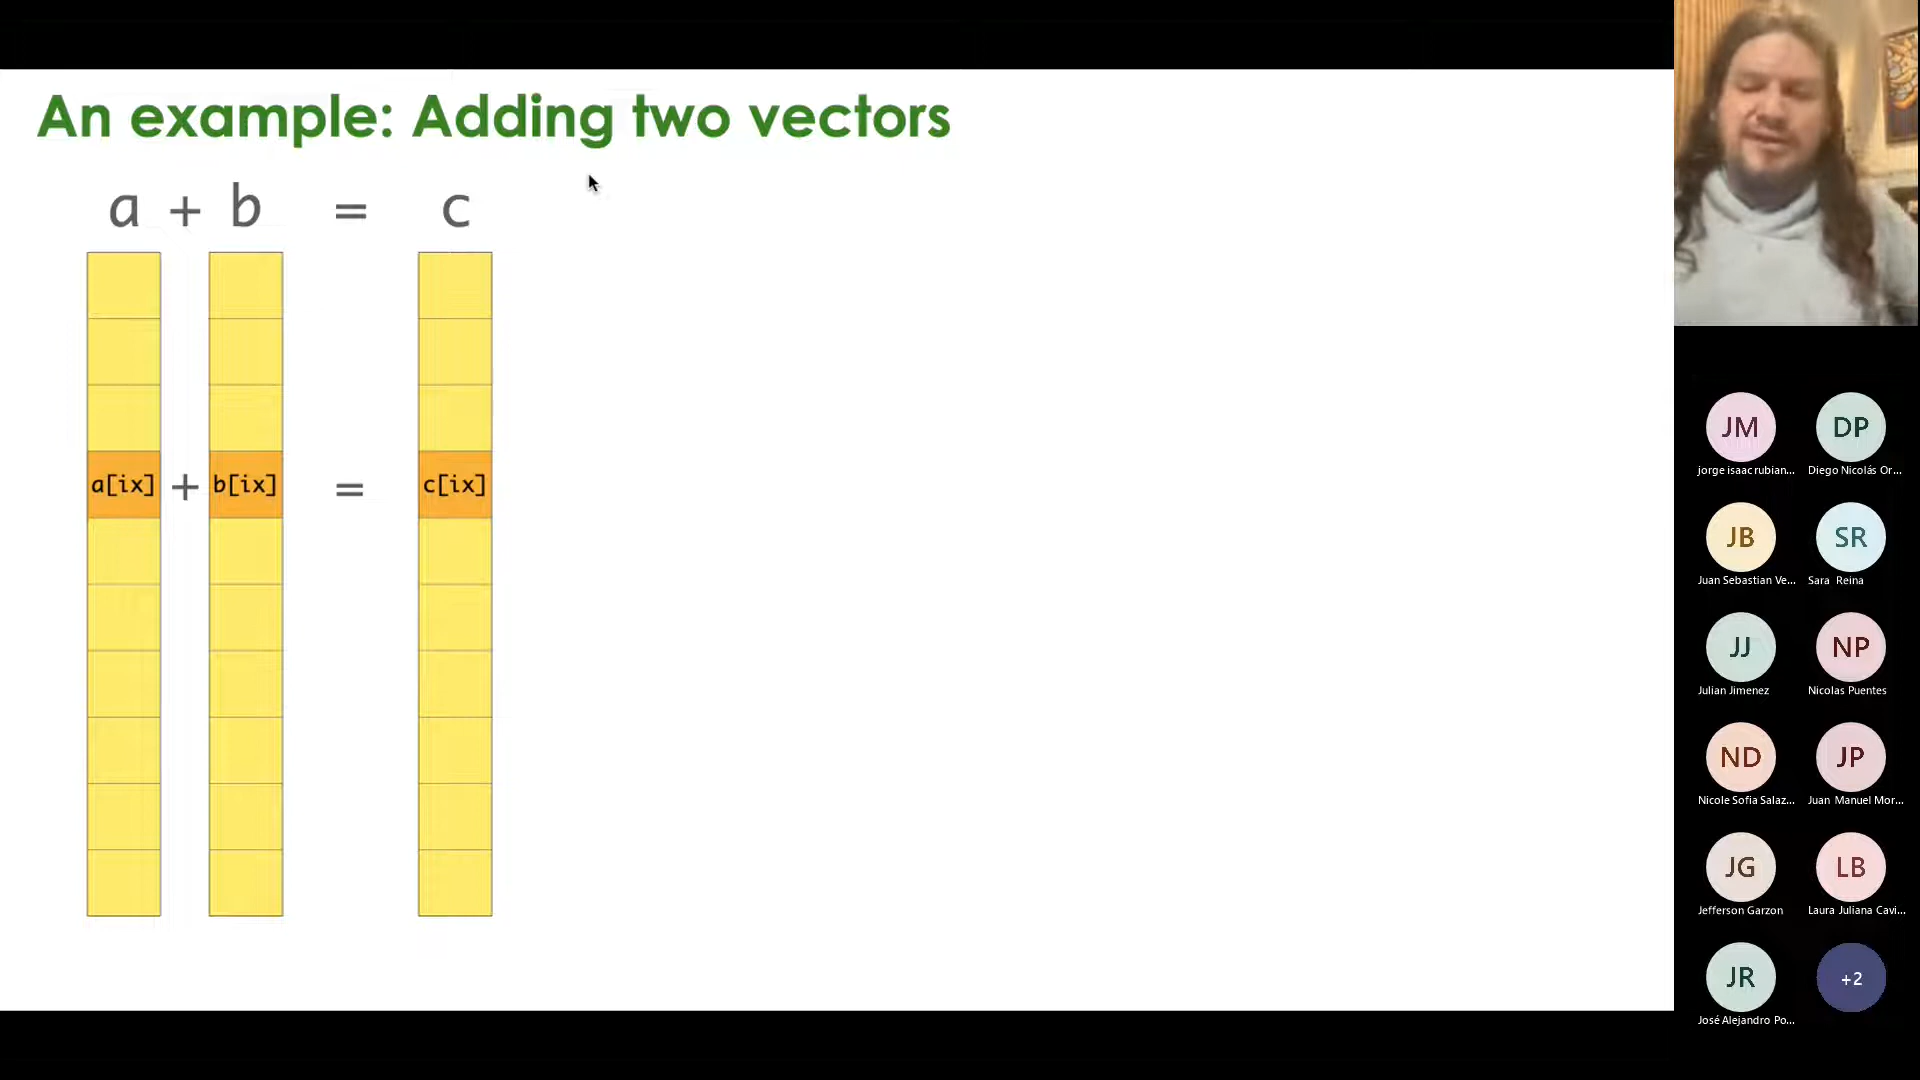 An example: Adding two vectors
a + b = c
a[ix] + b[ix] = c[ix]
JM
DP
jorge isaac rubian...
Diego Nicolás Or...
JB
SR
Juan Sebastian Ve...
Sara Reina
JJ
NP
Julian Jimenez
Nicolas Puentes
ND
JP
Nicole Sofia Salaz...
Juan Manuel Mor...
JG
LB
Jefferson Garzon
Laura Juliana Cavi...
JR
+2
José Alejandro Po...